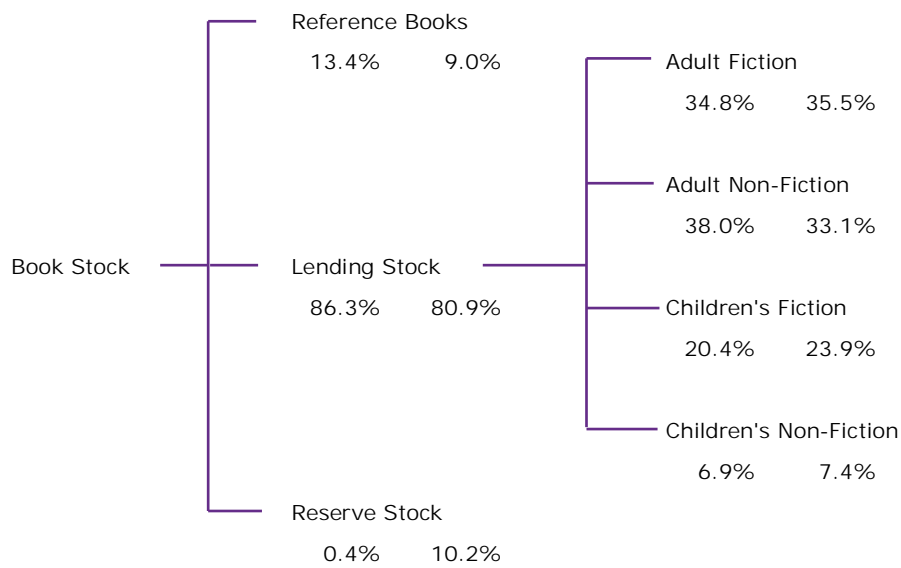 Reference Books
13.4% 9.0%
Adult Fiction
34.8% 35.5%
Adult Non-Fiction
38.0% 33.1%
Book Stock
Lending Stock
86.3% 80.9%
Children's Fiction
20.4% 23.9%
Children's Non-Fiction
6.9% 7.4%
Reserve Stock
0.4% 10.2%